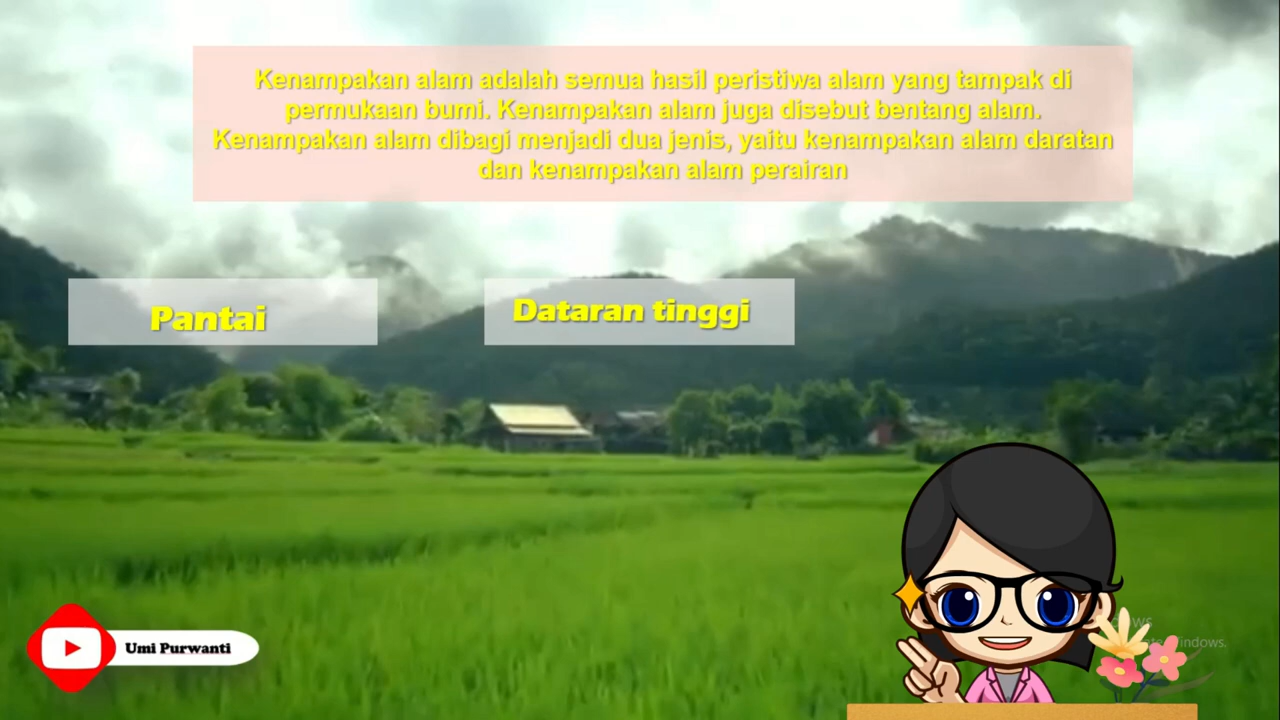 Kenampakan alam adalah semua hasil peristiwa alam yang tampak di
permukaan bumi. Kenampakan alam juga disebut bentang alam.
Kenampakan alam dibagi menjadi dua jenis, yaitu kenampakan alam daratan
dan kenampakan alam perairan
Pantai
Dataran tinggi
Umi Purwanti